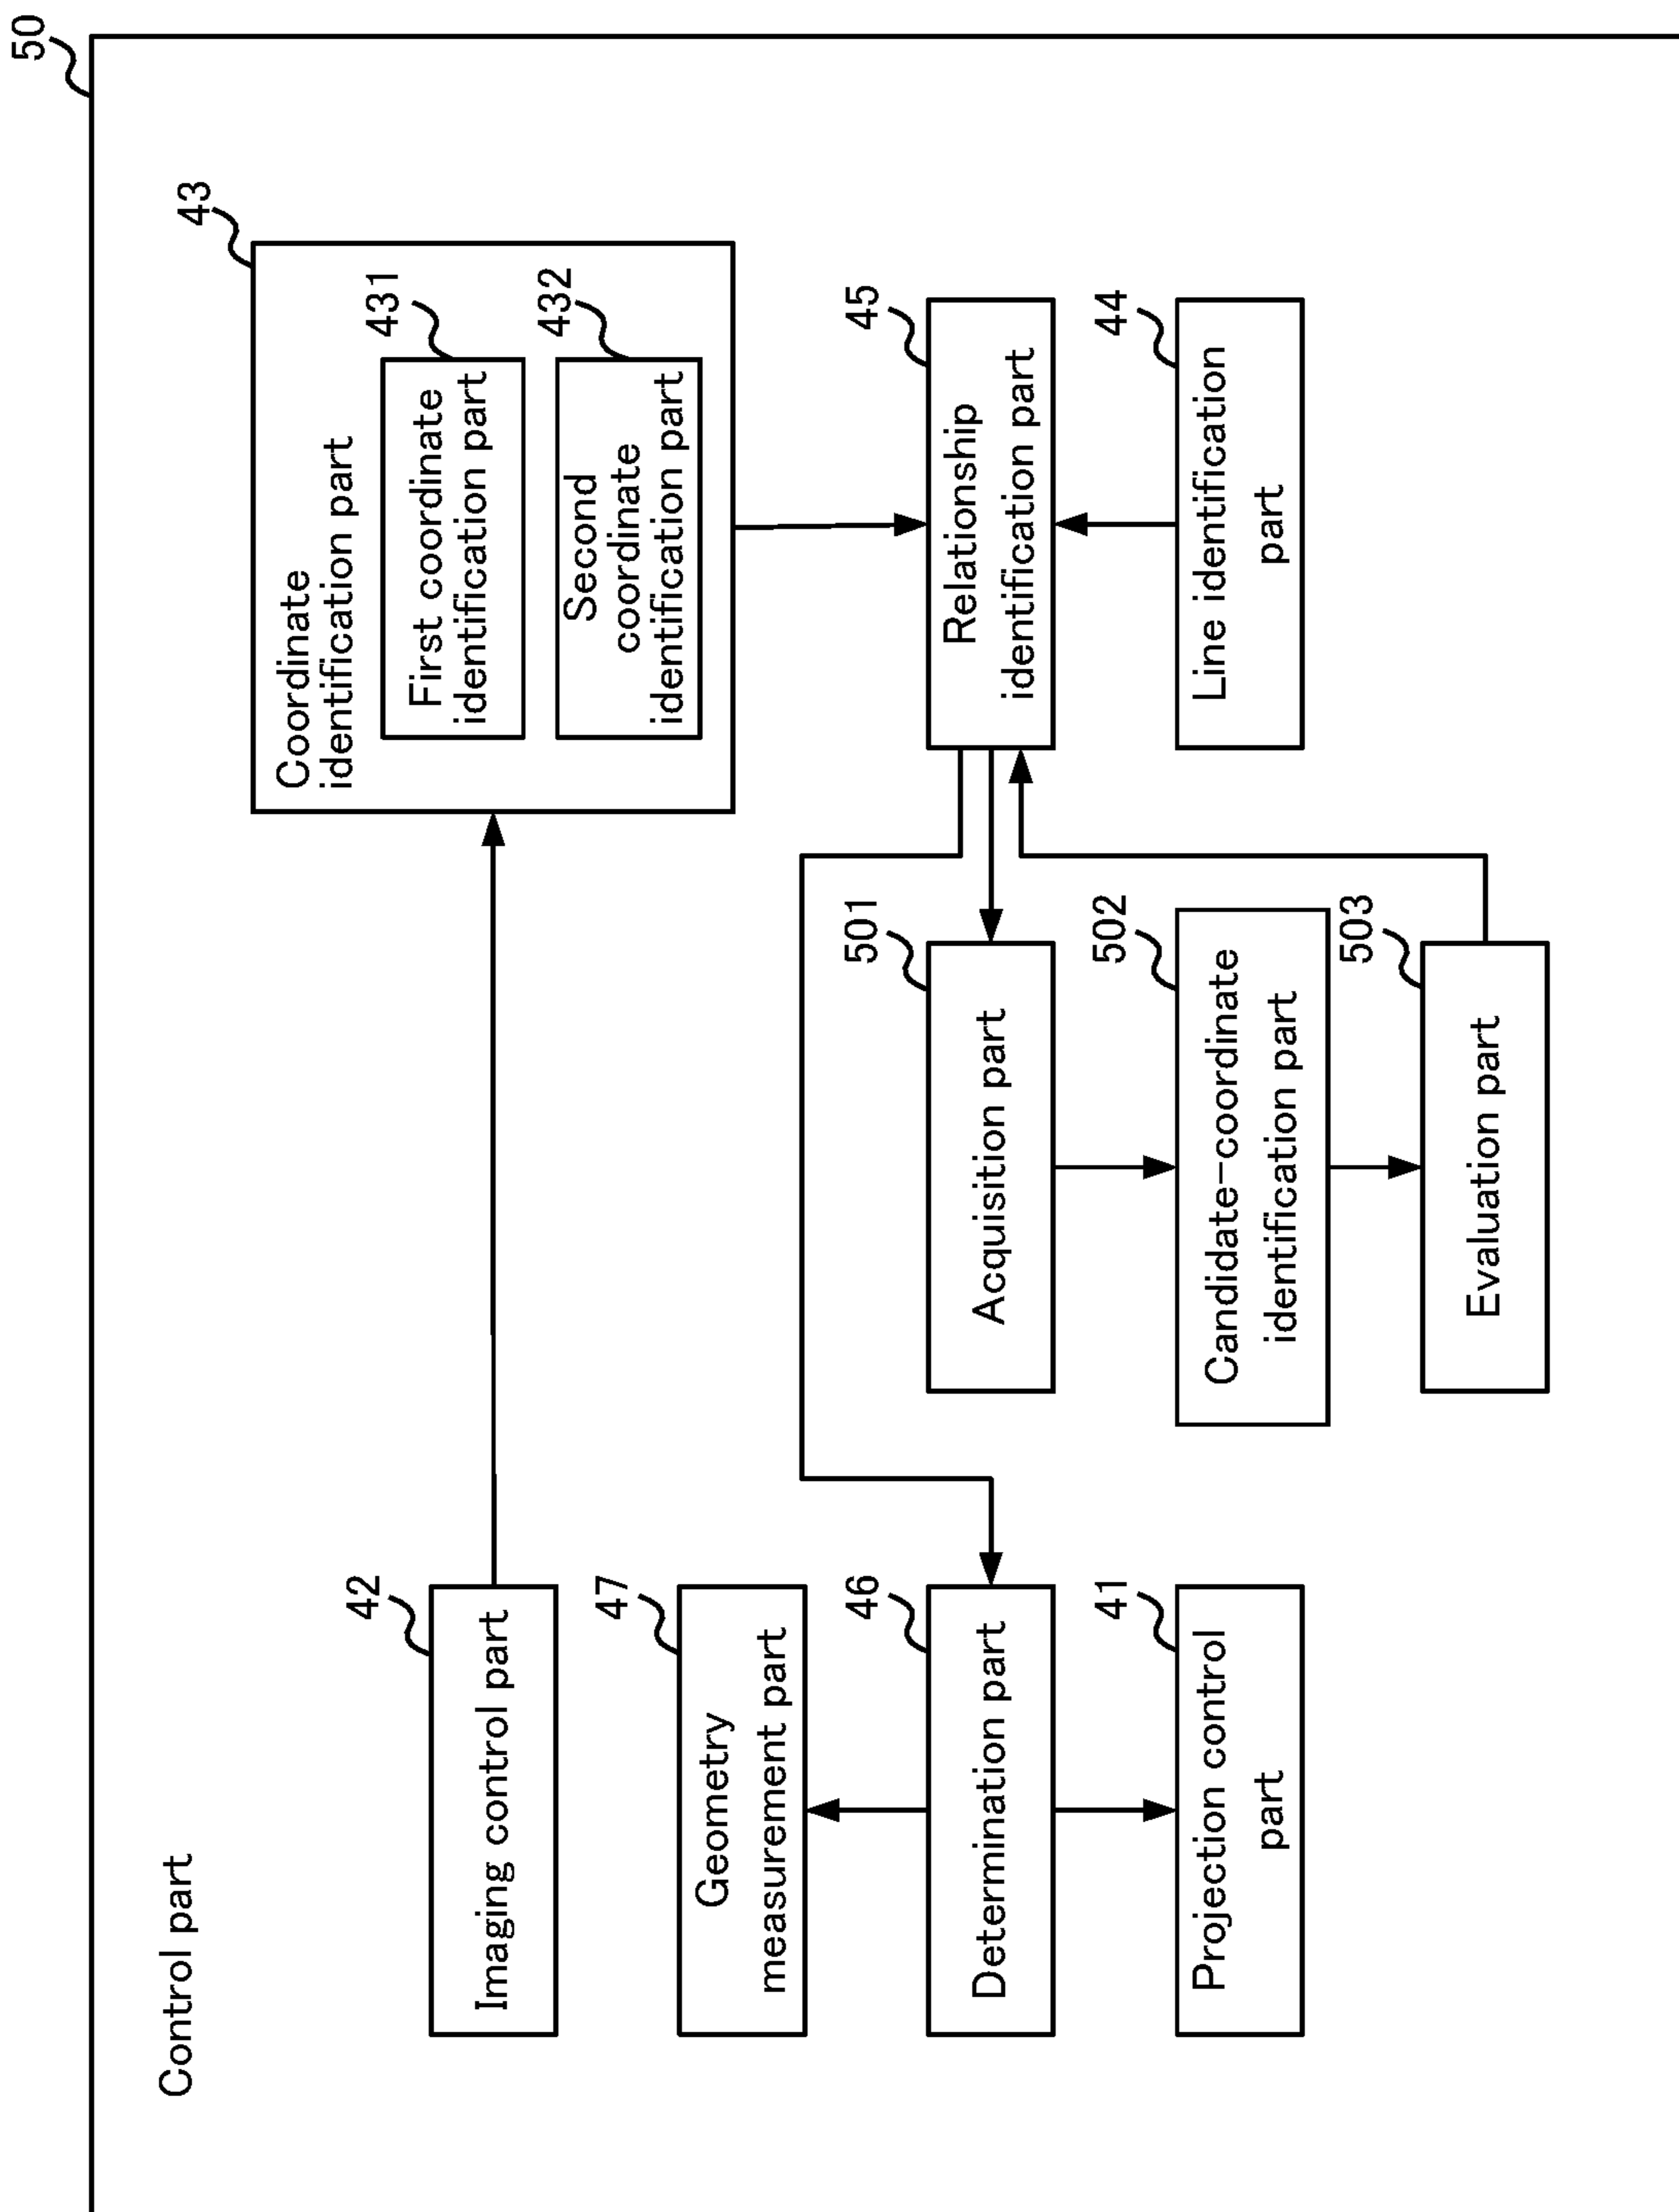 50
Control part
42
Imaging control part
43
Coordinate
identification part
431
First coordinate
identification part
432
Second
coordinate
identification part
47
Geometry
measurement part
46
Determination part
501
Acquisition part
45
Relationship
identification part
41
Projection control
part
502
Candidate-coordinate
identification part
44
Line identification
part
503
Evaluation part